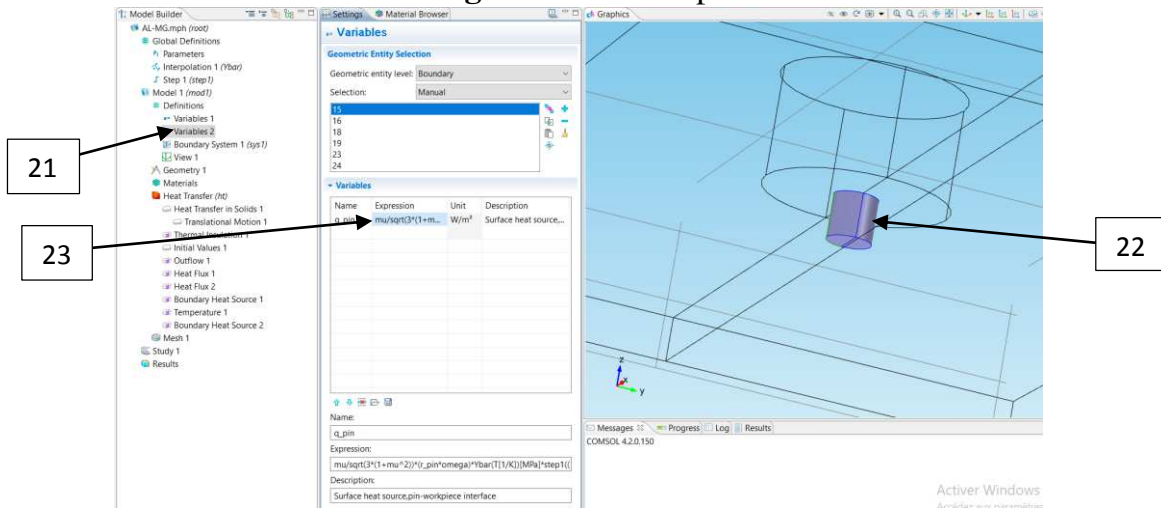 Model Builder
AL-MG.mph (root)
Global Definitions
Parameters
Interpolation 1 (Ybar)
Step 1 (step1)
Model 1 (mod1)
Definitions
Variables 1
Variables 2
Boundary System 1 (sys1)
View 1
Geometry 1
Materials
Heat Transfer (ht)
Heat Transfer in Solids 1
Translational Motion 1
Thermal Insulation 1
Initial Values 1
Outflow 1
Heat Flux 1
Heat Flux 2
Boundary Heat Source 1
Temperature 1
Boundary Heat Source 2
Mesh 1
Study 1
Results
21
23
Settings Material Browser
Variables
Geometric Entity Selection
Geometric entity level: Boundary
Selection: Manual
15
16
18
19
23
24
Variables
Name Expression Unit Description
q_pin mu/sqrt(3*(1+m... W/m² Surface heat source,...
Name:
q_pin
Expression:
mu/sqrt(3*(1+mu^2))*(r_pin*omega)*Ybar(T[1/K])[MPa]*step1((
Description:
Surface heat source,pin-workpiece interface
Graphics
22
z
x
y
Messages Progress Log Results
COMSOL 4.2.0.150
Activer Windows